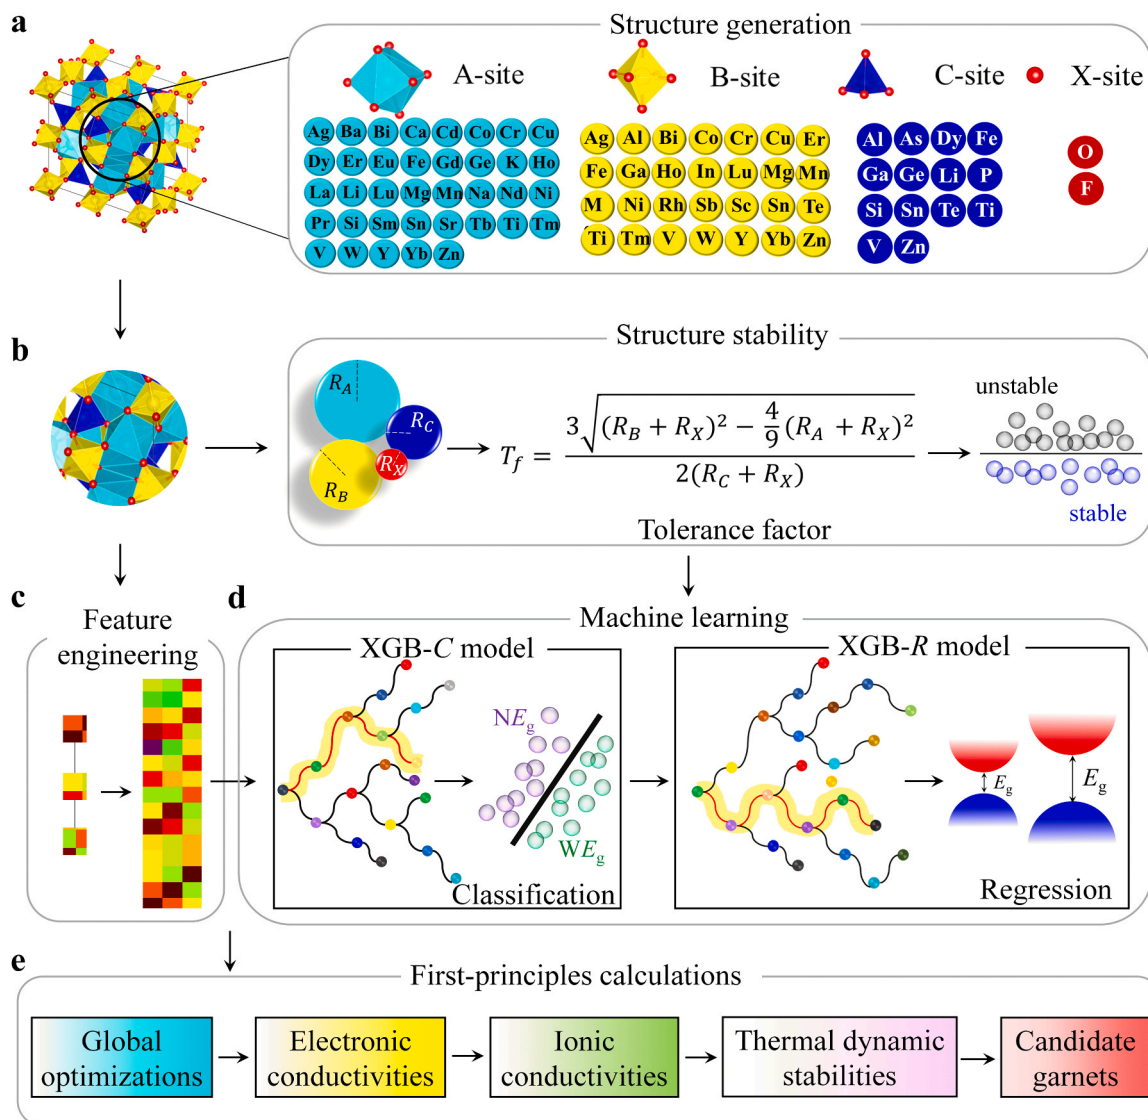 a
Structure generation
A-site
B-site
C-site
X-site
Ag Ba Bi Ca Cd Co Cr Cu
Dy Er Eu Fe Gd Ge K Ho
La Li Lu Mg Mn Na Nd Ni
Pr Si Sm Sn Sr Tb Ti Tm
V W Y Yb Zn
Ag Al Bi Co Cr Cu Er
Fe Ga Ho In Lu Mg Mn
M Ni Rh Sb Sc Sn Te
Ti Tm V W Y Yb Zn
Al As Dy Fe
Ga Ge Li P
Si Sn Te Ti
V Zn
O
F
b
Structure stability
R_A
R_C
R_X
R_B
T_f = 3√((R_B + R_X)² − 4/9 (R_A + R_X)²) / 2(R_C + R_X)
Tolerance factor
unstable
stable
c
Feature
engineering
d
Machine learning
XGB-C model
NE_g
WE_g
Classification
XGB-R model
E_g
E_g
Regression
e
First-principles calculations
Global
optimizations
Electronic
conductivities
Ionic
conductivities
Thermal dynamic
stabilities
Candidate
garnets